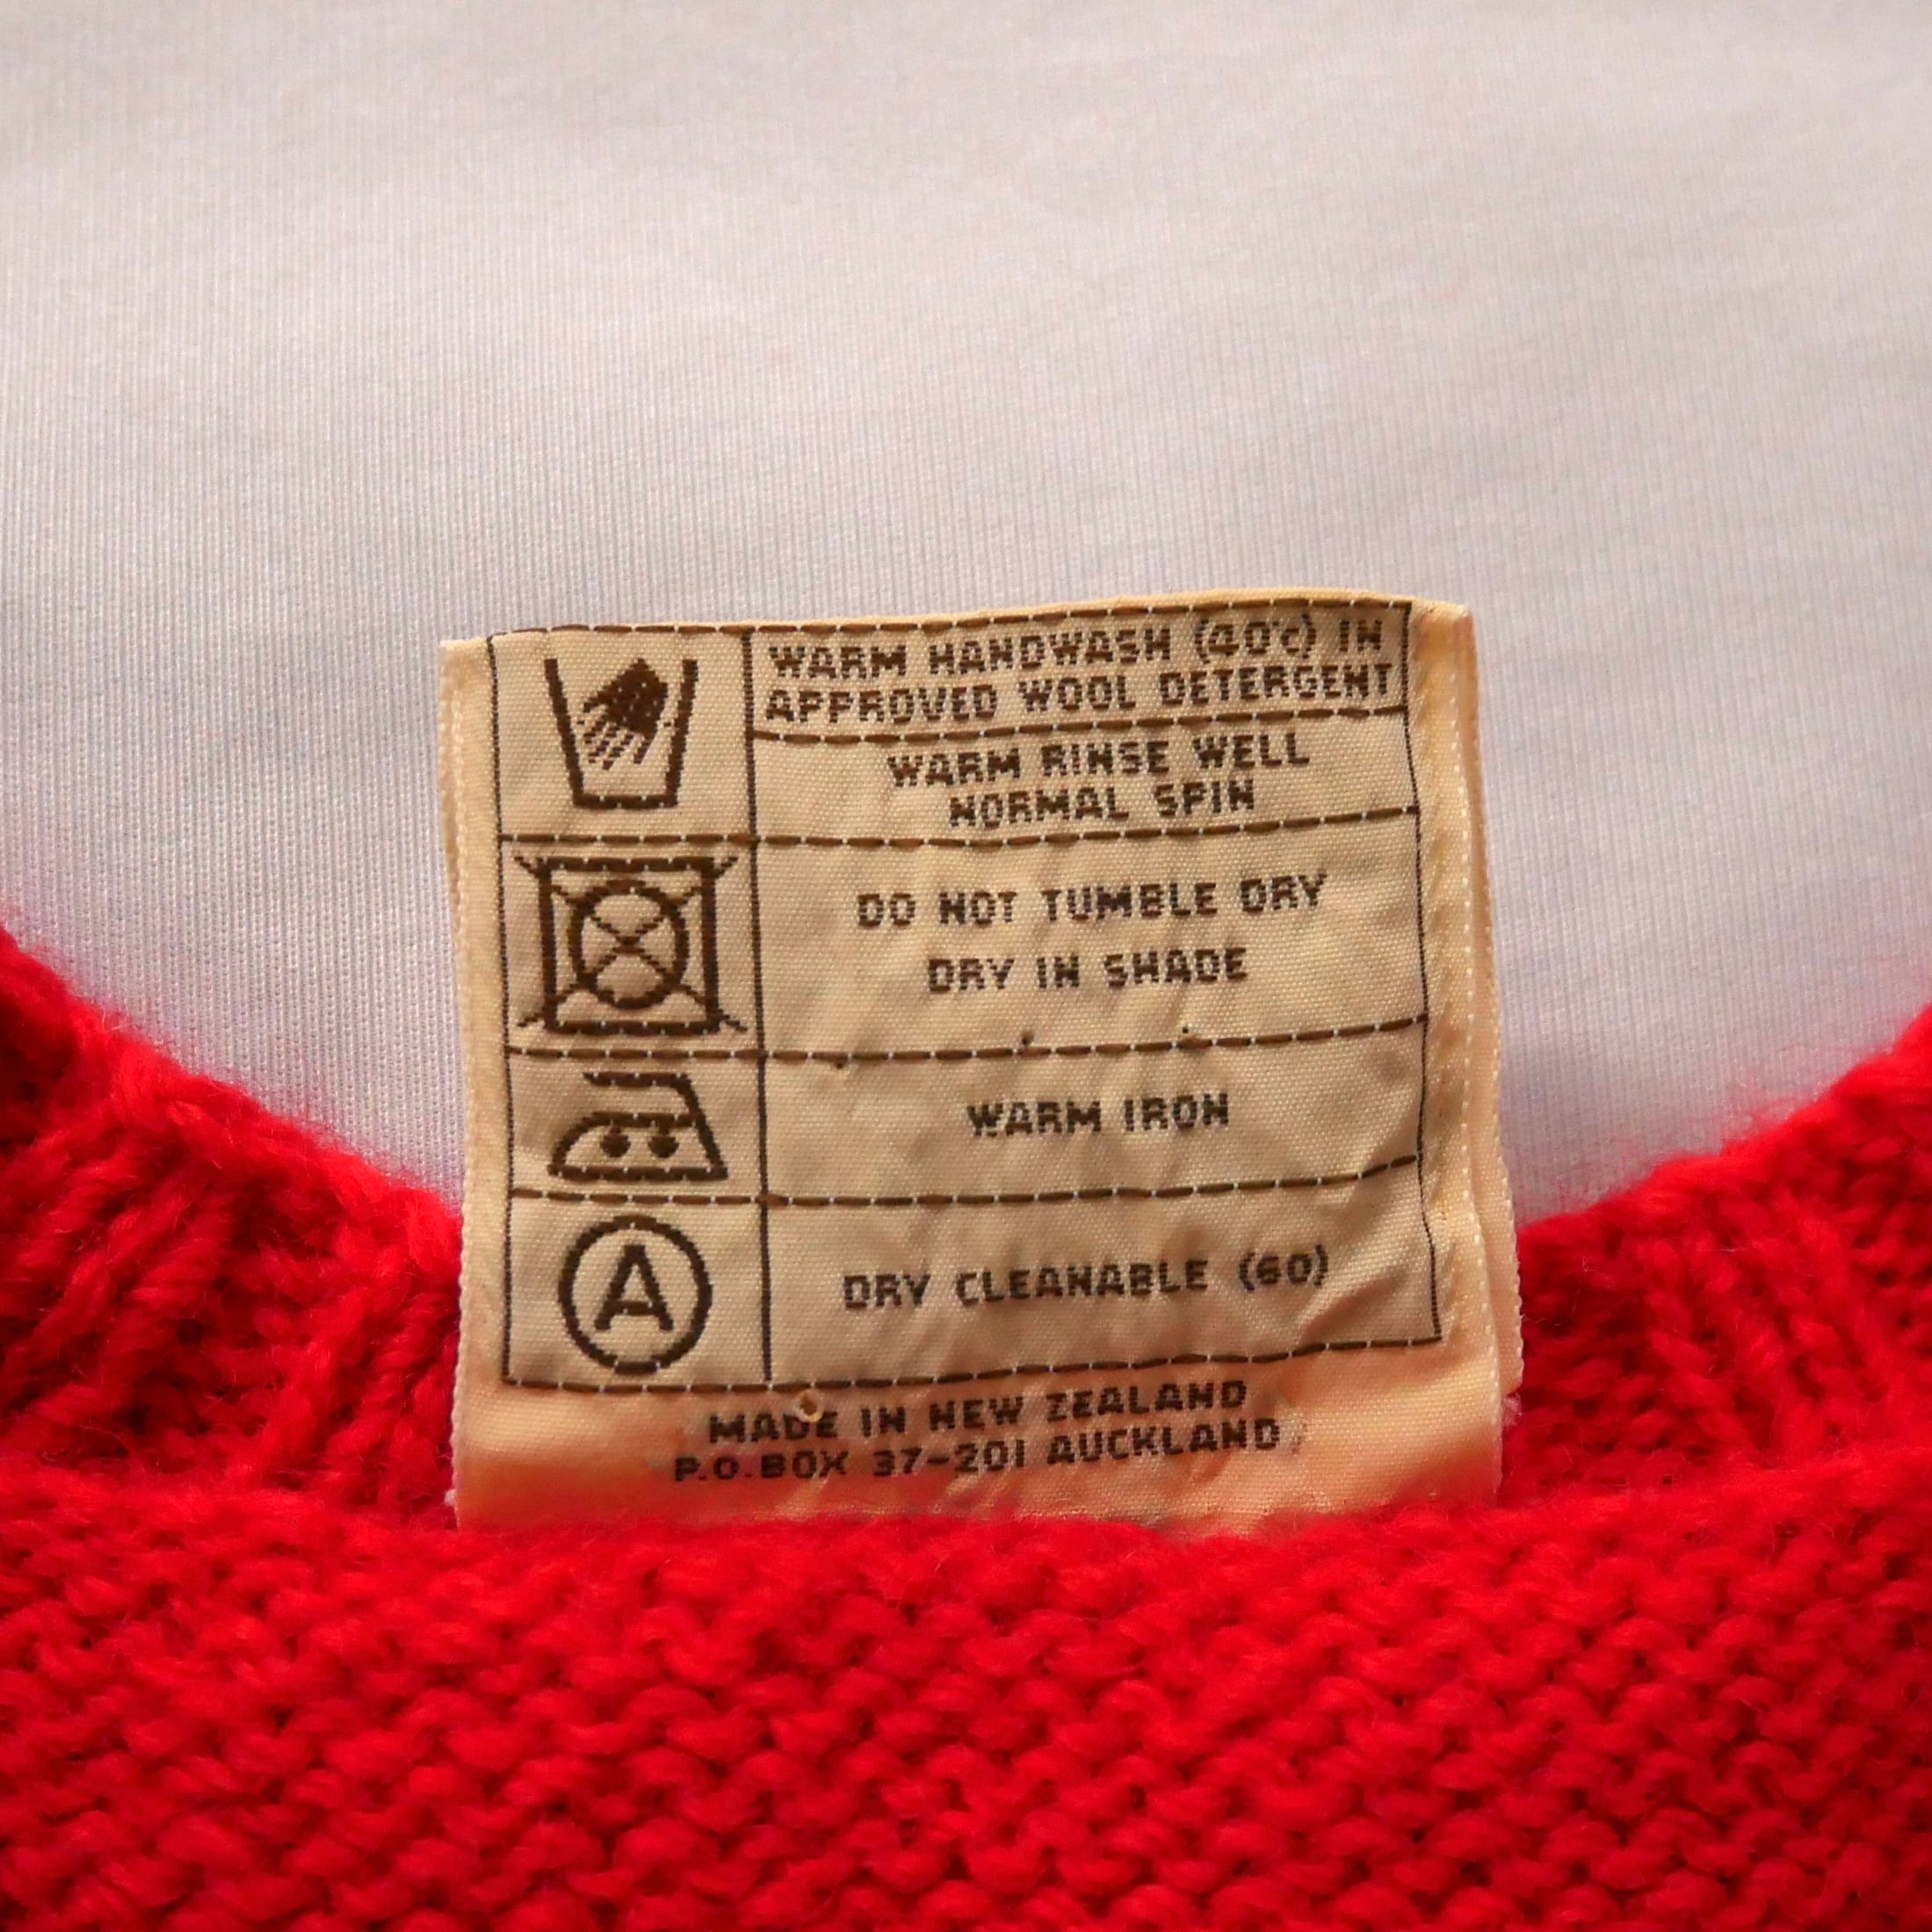 WARM HANDWASH (40°C) IN
APPROVED WOOL DETERGENT
WARM RINSE WELL
NORMAL SPIN
DO NOT TUMBLE DRY
DRY IN SHADE
WARM IRON
A
DRY CLEANABLE (60)
MADE IN NEW ZEALAND
P.O.BOX 37-201 AUCKLAND